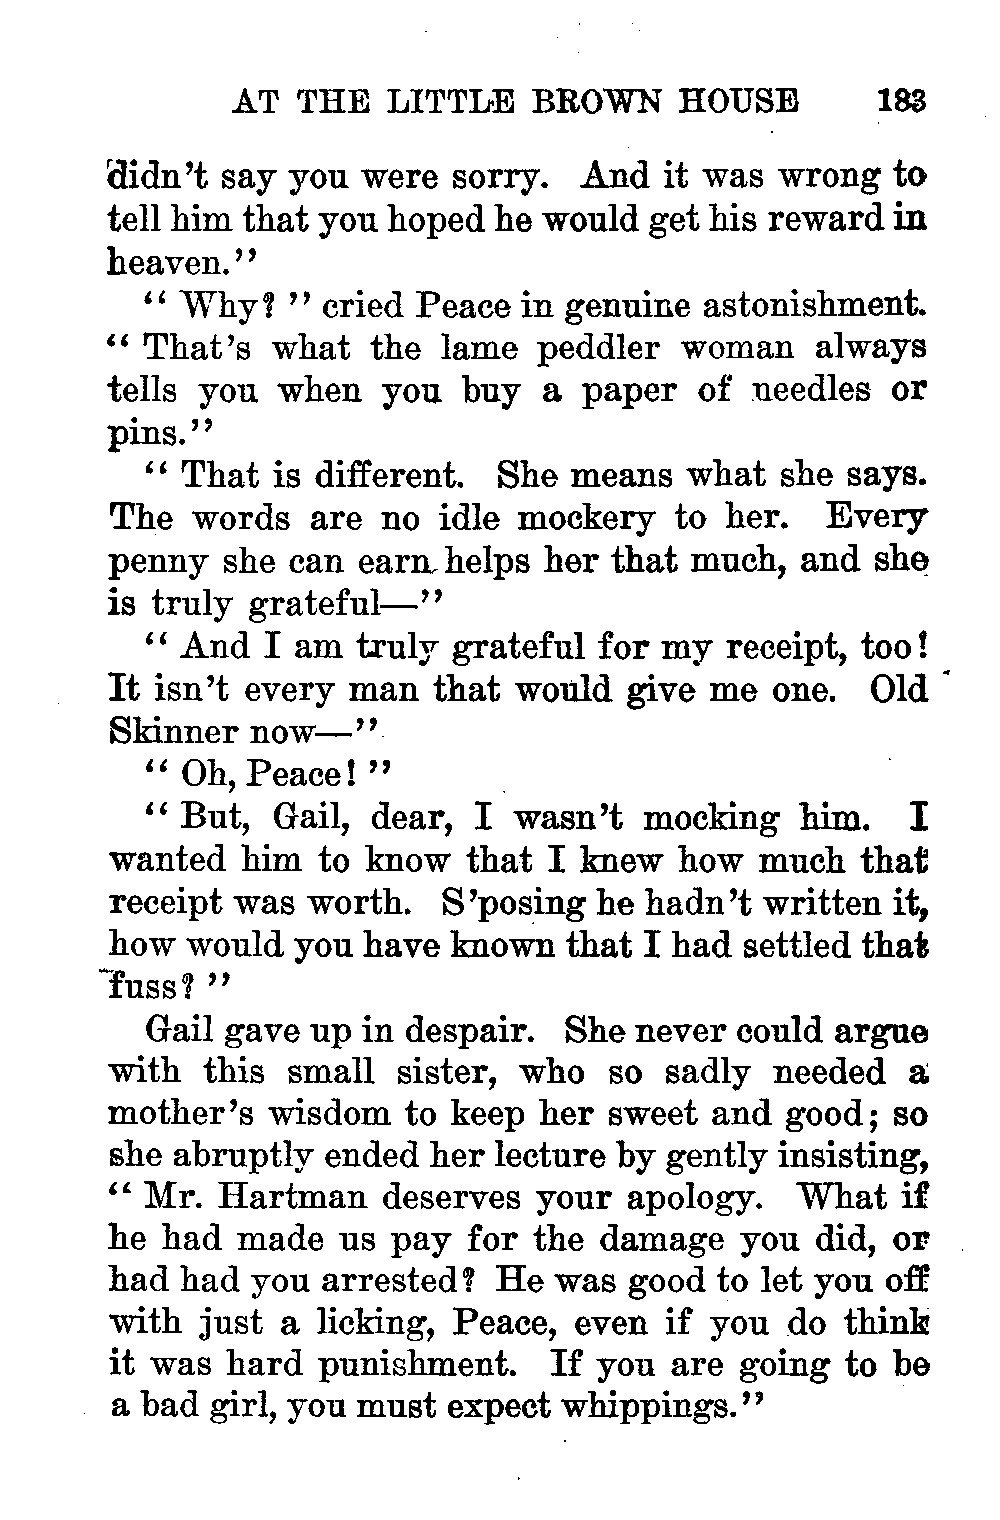 AT THE LITTLE BROWN HOUSE 183
didn't say you were sorry. And it was wrong to
tell him that you hoped he would get his reward in
heaven."
" Why? " cried Peace in genuine astonishment.
" That's what the lame peddler woman always
tells you when you buy a paper of needles or
pins."
" That is different. She means what she says.
The words are no idle mockery to her. Every
penny she can earn helps her that much, and she
is truly grateful—"
" And I am truly grateful for my receipt, too!
It isn't every man that would give me one. Old
Skinner now—"
" Oh, Peace! "
" But, Gail, dear, I wasn't mocking him. I
wanted him to know that I knew how much that
receipt was worth. S'posing he hadn't written it,
how would you have known that I had settled that
fuss? "
Gail gave up in despair. She never could argue
with this small sister, who so sadly needed a
mother's wisdom to keep her sweet and good; so
she abruptly ended her lecture by gently insisting,
" Mr. Hartman deserves your apology. What if
he had made us pay for the damage you did, or
had had you arrested? He was good to let you off
with just a licking, Peace, even if you do think
it was hard punishment. If you are going to be
a bad girl, you must expect whippings."